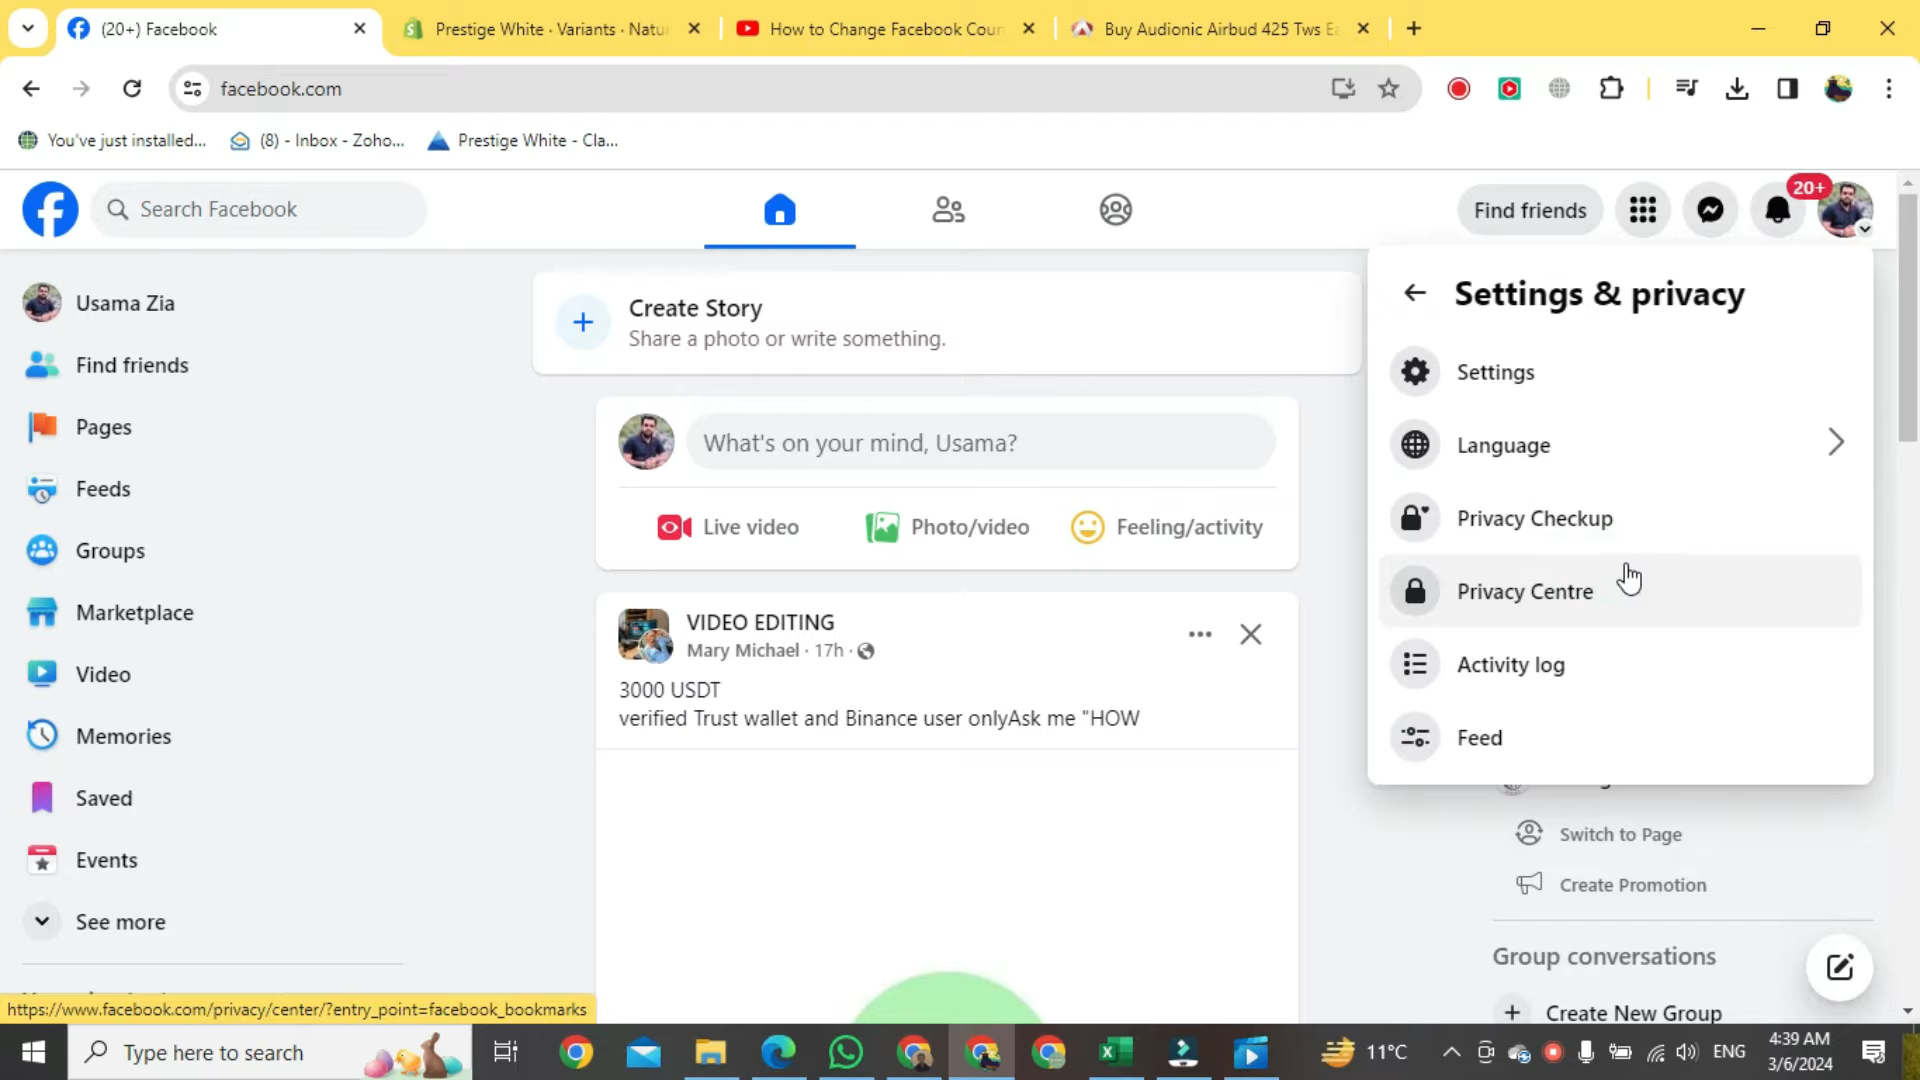 (20+) Facebook
Prestige White · Variants · Natu
How to Change Facebook Coun
Buy Audionic Airbud 425 Tws Ea
facebook.com
You've just installed...
(8) - Inbox - Zoho...
Prestige White - Cla...
Search Facebook
Find friends
20+
Usama Zia
Find friends
Pages
Feeds
Groups
Marketplace
Video
Memories
Saved
Events
See more
Create Story
Share a photo or write something.
What's on your mind, Usama?
Live video
Photo/video
Feeling/activity
VIDEO EDITING
Mary Michael · 17h ·
3000 USDT
verified Trust wallet and Binance user onlyAsk me "HOW
Settings & privacy
Settings
Language
Privacy Checkup
Privacy Centre
Activity log
Feed
Switch to Page
Create Promotion
Group conversations
Create New Group
https://www.facebook.com/privacy/center/?entry_point=facebook_bookmarks
Type here to search
11°C
ENG
4:39 AM
3/6/2024